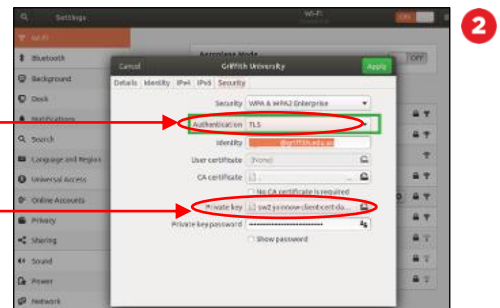 Settings
Wi-Fi
ON
2
Wi-Fi
Bluetooth
Background
Dock
Notifications
Search
Language and Region
Universal Access
Online Accounts
Privacy
Sharing
Sound
Power
Network
Airplane Mode
OFF
Cancel
Griffith University
Apply
Details
Identity
IPv4
IPv6
Security
Security
WPA & WPA2 Enterprise
Authentication
TLS
Identity
@griffith.edu.au
User certificate
(None)
CA certificate
No CA certificate is required
Private key
Private key password
Show password